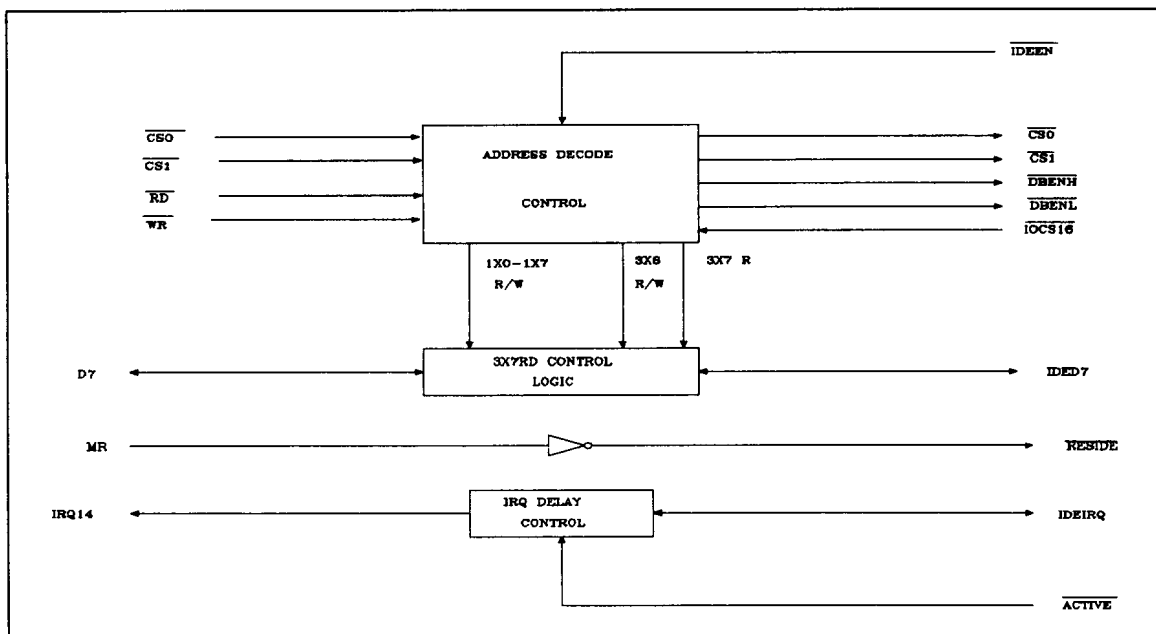 IDEEN
CS0
CS1
RD
WR
ADDRESS DECODE
CONTROL
CS0
CS1
DBENH
DBENL
IOCS16
1X0-1X7
R/W
3X6
R/W
3X7 R
D7
3X7RD CONTROL
LOGIC
IDED7
MR
RESIDE
IRQ14
IRQ DELAY
CONTROL
IDEIRQ
ACTIVE